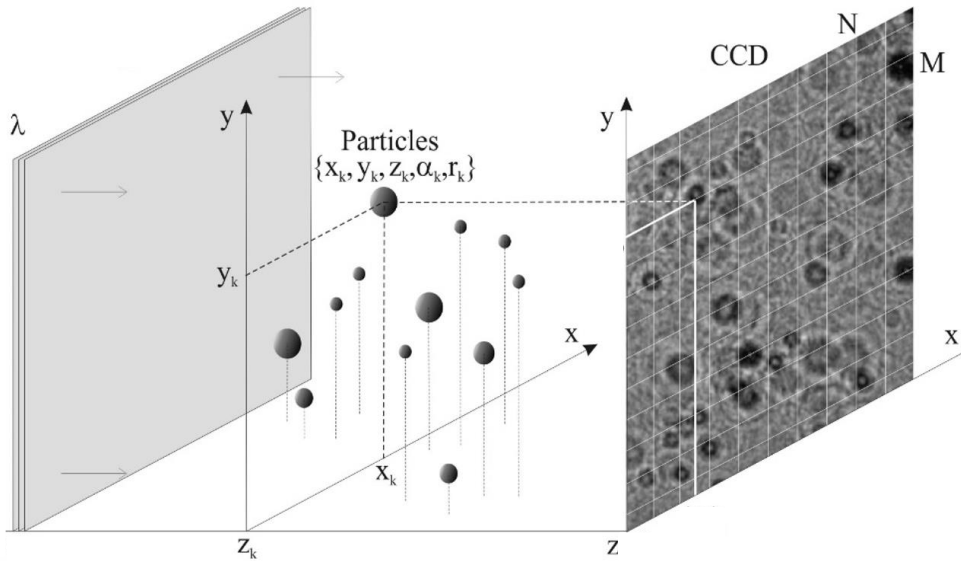 N
CCD
M
λ
y
y
Particles
{xₖ, yₖ, zₖ, αₖ, rₖ}
yₖ
x
x
xₖ
zₖ
z